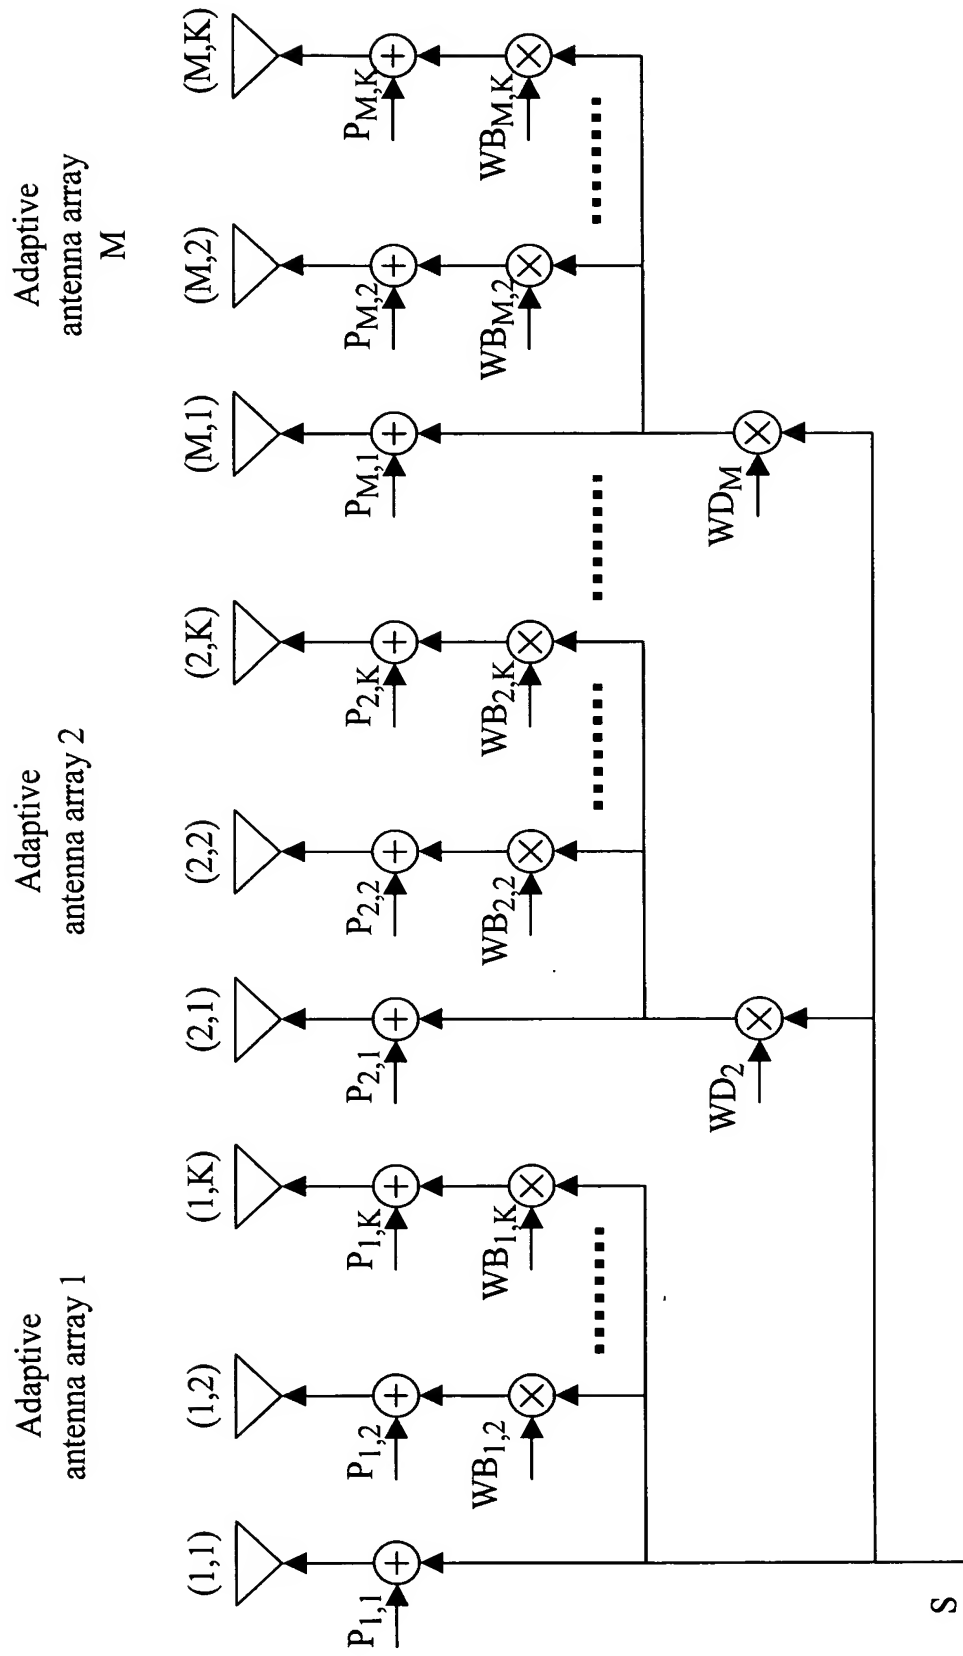 Adaptive
antenna array 1
Adaptive
antenna array 2
Adaptive
antenna array
M
(1,1)
(1,2)
(1,K)
(2,1)
(2,2)
(2,K)
(M,1)
(M,2)
(M,K)
P1,1
P1,2
P1,K
P2,1
P2,2
P2,K
PM,1
PM,2
PM,K
WB1,2
WB1,K
WB2,2
WB2,K
WBM,2
WBM,K
WD2
WDM
S